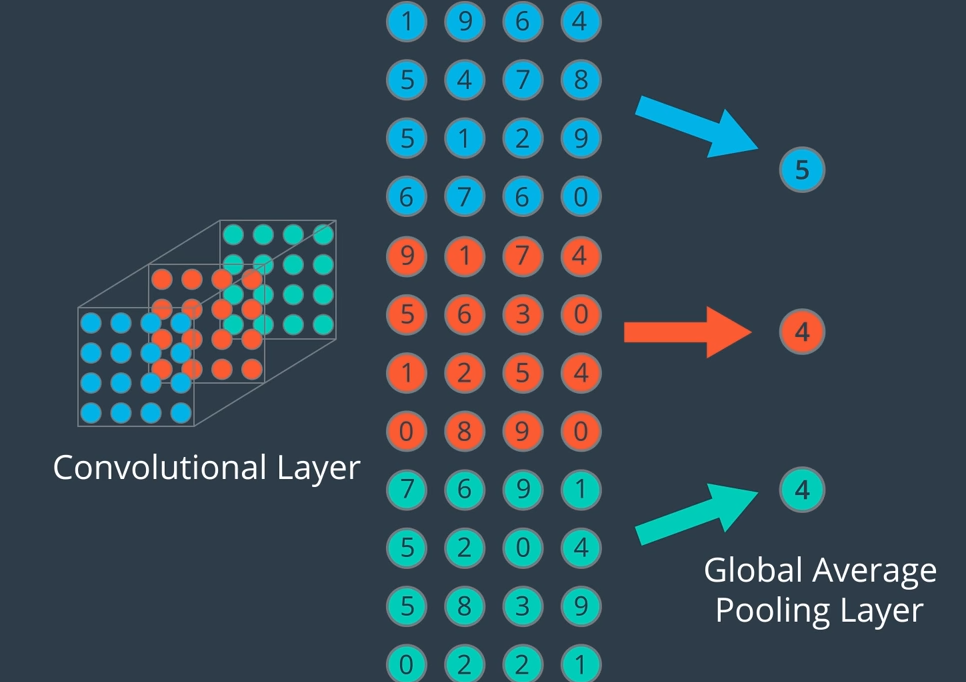 1 9 6 4
5 4 7 8
5 1 2 9
6 7 6 0
5
9 1 7 4
5 6 3 0
1 2 5 4
0 8 9 0
4
7 6 9 1
5 2 0 4
5 8 3 9
0 2 2 1
4
Convolutional Layer
Global Average
Pooling Layer